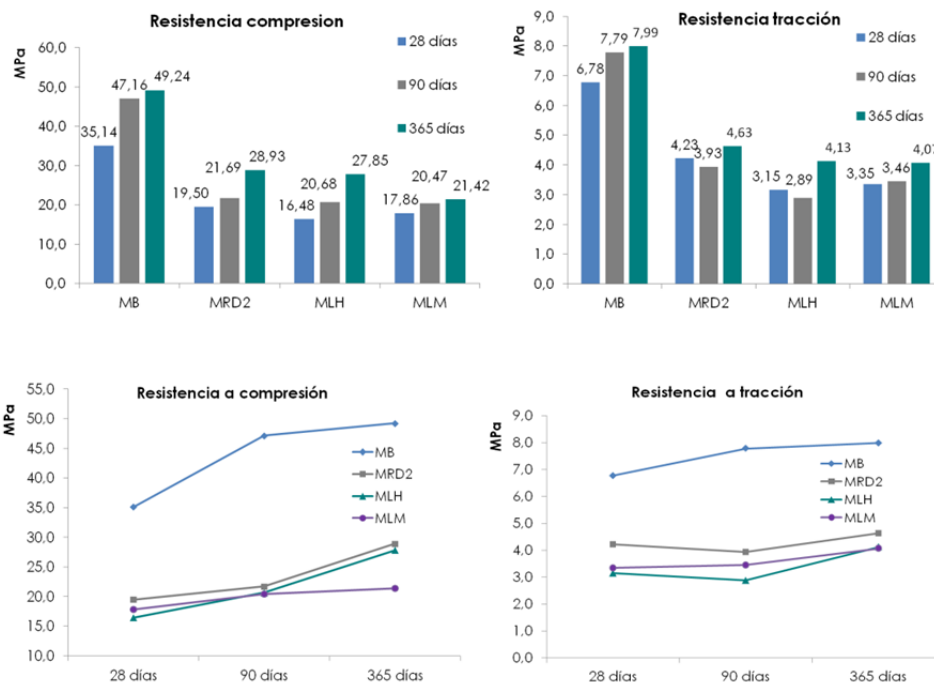 Resistencia compresion
MPa
60,0
50,0
40,0
30,0
20,0
10,0
0,0
28 días
90 días
365 días
35,14
47,16
49,24
19,50
21,69
28,93
16,48
20,68
27,85
17,86
20,47
21,42
MB
MRD2
MLH
MLM
Resistencia tracción
MPa
9,0
8,0
7,0
6,0
5,0
4,0
3,0
2,0
1,0
0,0
28 días
90 días
365 días
6,78
7,79
7,99
4,23
3,93
4,63
3,15
2,89
4,13
3,35
3,46
4,07
MB
MRD2
MLH
MLM
Resistencia a compresión
MPa
55,0
50,0
45,0
40,0
35,0
30,0
25,0
20,0
15,0
10,0
MB
MRD2
MLH
MLM
28 días
90 días
365 días
Resistencia a tracción
MPa
9,0
8,0
7,0
6,0
5,0
4,0
3,0
2,0
1,0
0,0
MB
MRD2
MLH
MLM
28 días
90 días
365 días